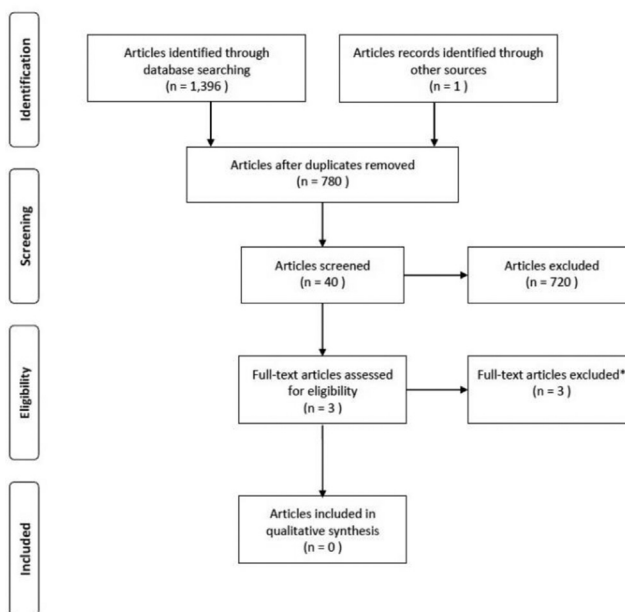 Identification
Articles identified through
database searching
(n = 1,396 )
Articles records identified through
other sources
(n = 1 )
Articles after duplicates removed
(n = 780 )
Screening
Articles screened
(n = 40 )
Articles excluded
(n = 720 )
Eligibility
Full-text articles assessed
for eligibility
(n = 3 )
Full-text articles excluded*
(n = 3 )
Included
Articles included in
qualitative synthesis
(n = 0 )